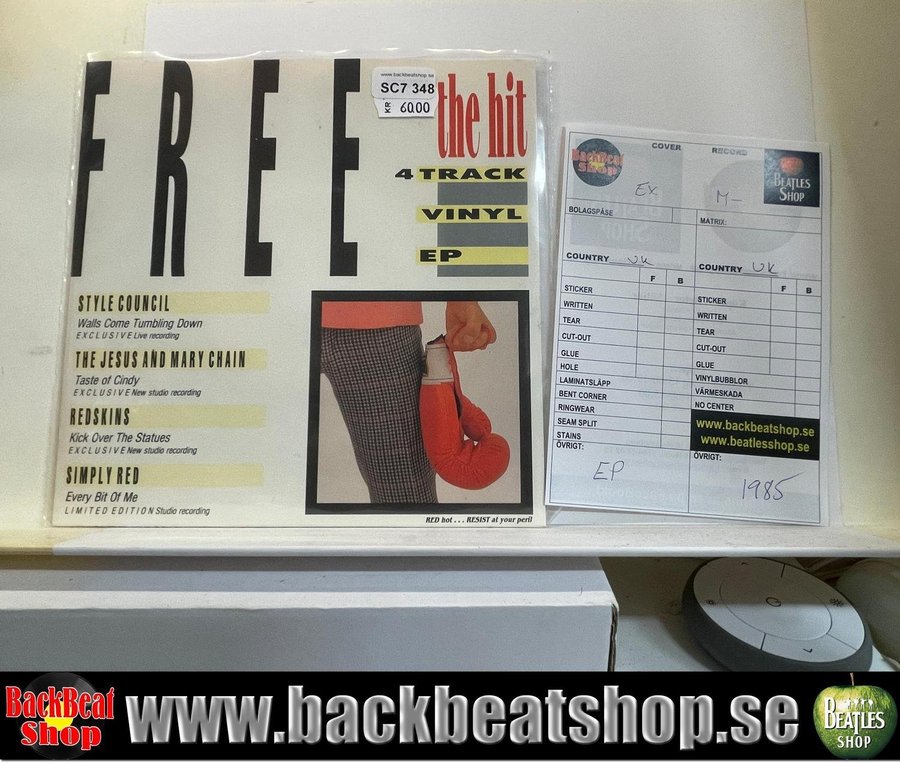 FREE
www.backbeatshop.se
SC7 348
KR 6000
the hit
4 TRACK
VINYL
EP
STYLE COUNCIL
Walls Come Tumbling Down
EXCLUSIVE Live recording
THE JESUS AND MARY CHAIN
Taste of Cindy
EXCLUSIVE New studio recording
REDSKINS
Kick Over The Statues
EXCLUSIVE New studio recording
SIMPLY RED
Every Bit Of Me
LIMITED EDITION Studio recording
RED hot . . . RESIST at your peril
COVER RECORD
BackBeat Shop
BEATLES SHOP
EX M-
BOLAGSPÅSE MATRIX:
COUNTRY UK COUNTRY UK
F B F B
STICKER STICKER
WRITTEN WRITTEN
TEAR TEAR
CUT-OUT CUT-OUT
GLUE GLUE
HOLE VINYLBUBBLOR
LAMINATSLÄPP VÄRMESKADA
BENT CORNER NO CENTER
RINGWEAR
SEAM SPLIT
STAINS
www.backbeatshop.se
www.beatlesshop.se
ÖVRIGT: ÖVRIGT:
EP 1985
BackBeat Shop
www.backbeatshop.se
BEATLES SHOP